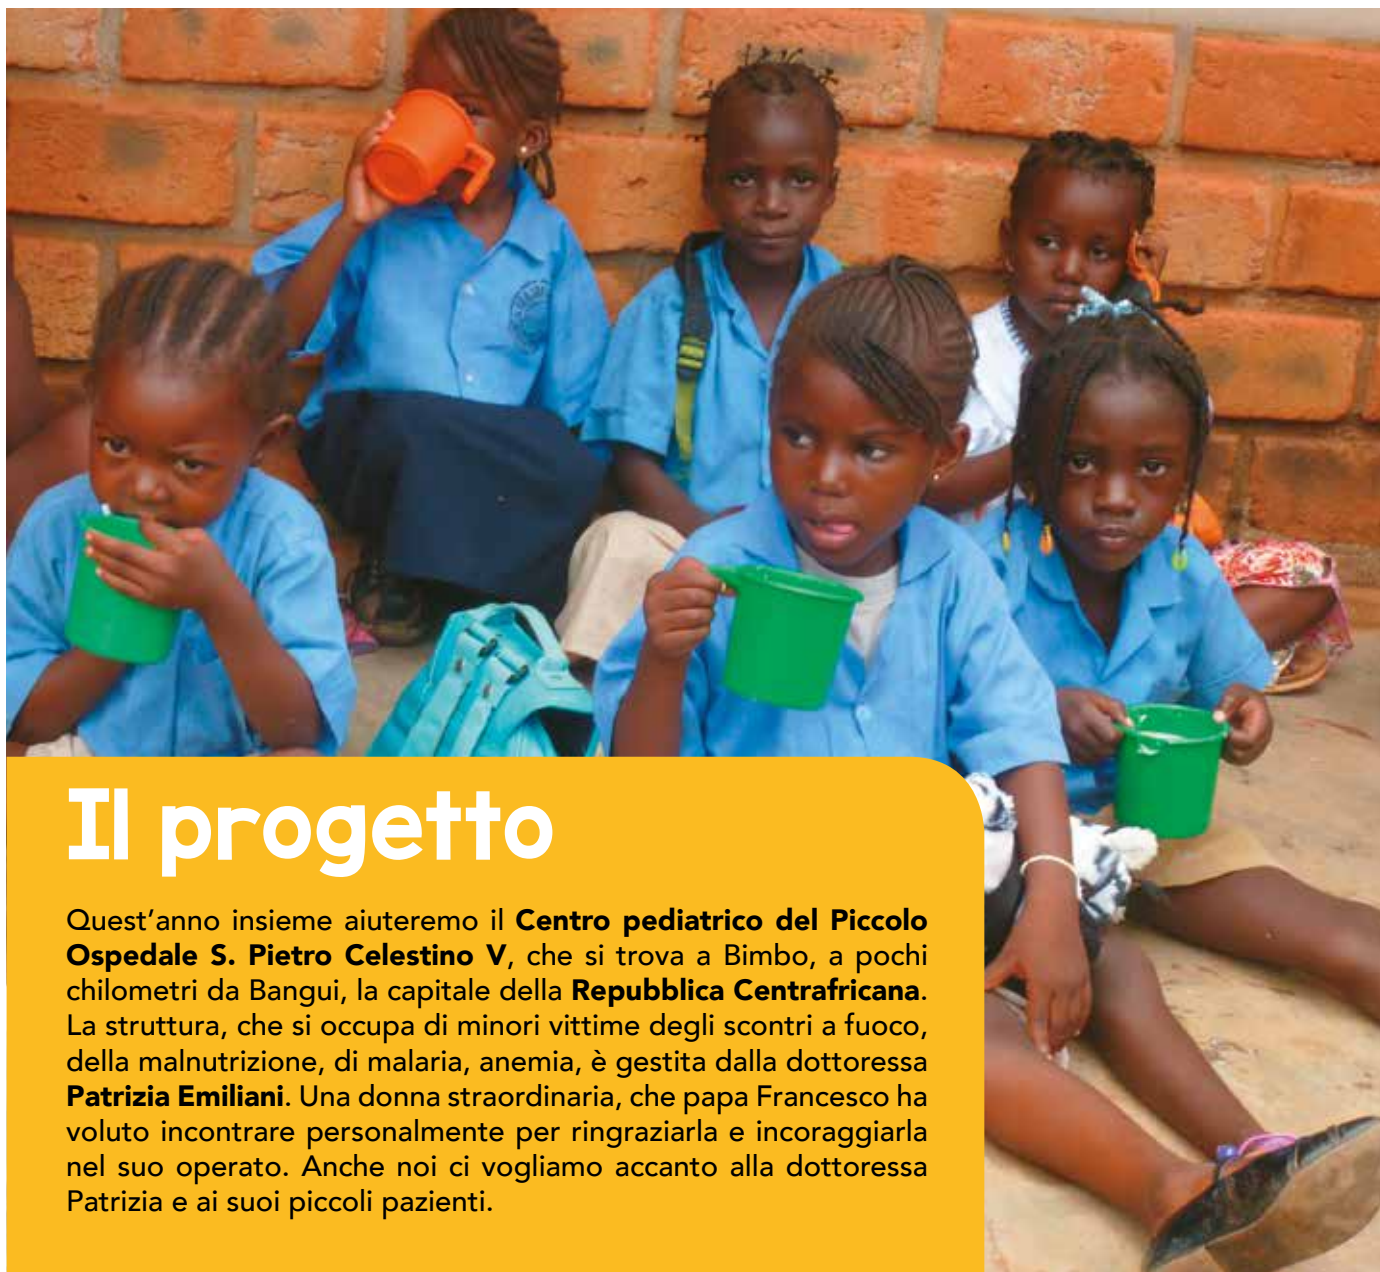 Il progetto
Quest’anno insieme aiuteremo il Centro pediatrico del Piccolo
Ospedale S. Pietro Celestino V, che si trova a Bimbo, a pochi
chilometri da Bangui, la capitale della Repubblica Centrafricana.
La struttura, che si occupa di minori vittime degli scontri a fuoco,
della malnutrizione, di malaria, anemia, è gestita dalla dottoressa
Patrizia Emiliani. Una donna straordinaria, che papa Francesco ha
voluto incontrare personalmente per ringraziarla e incoraggiarla
nel suo operato. Anche noi ci vogliamo accanto alla dottoressa
Patrizia e ai suoi piccoli pazienti.